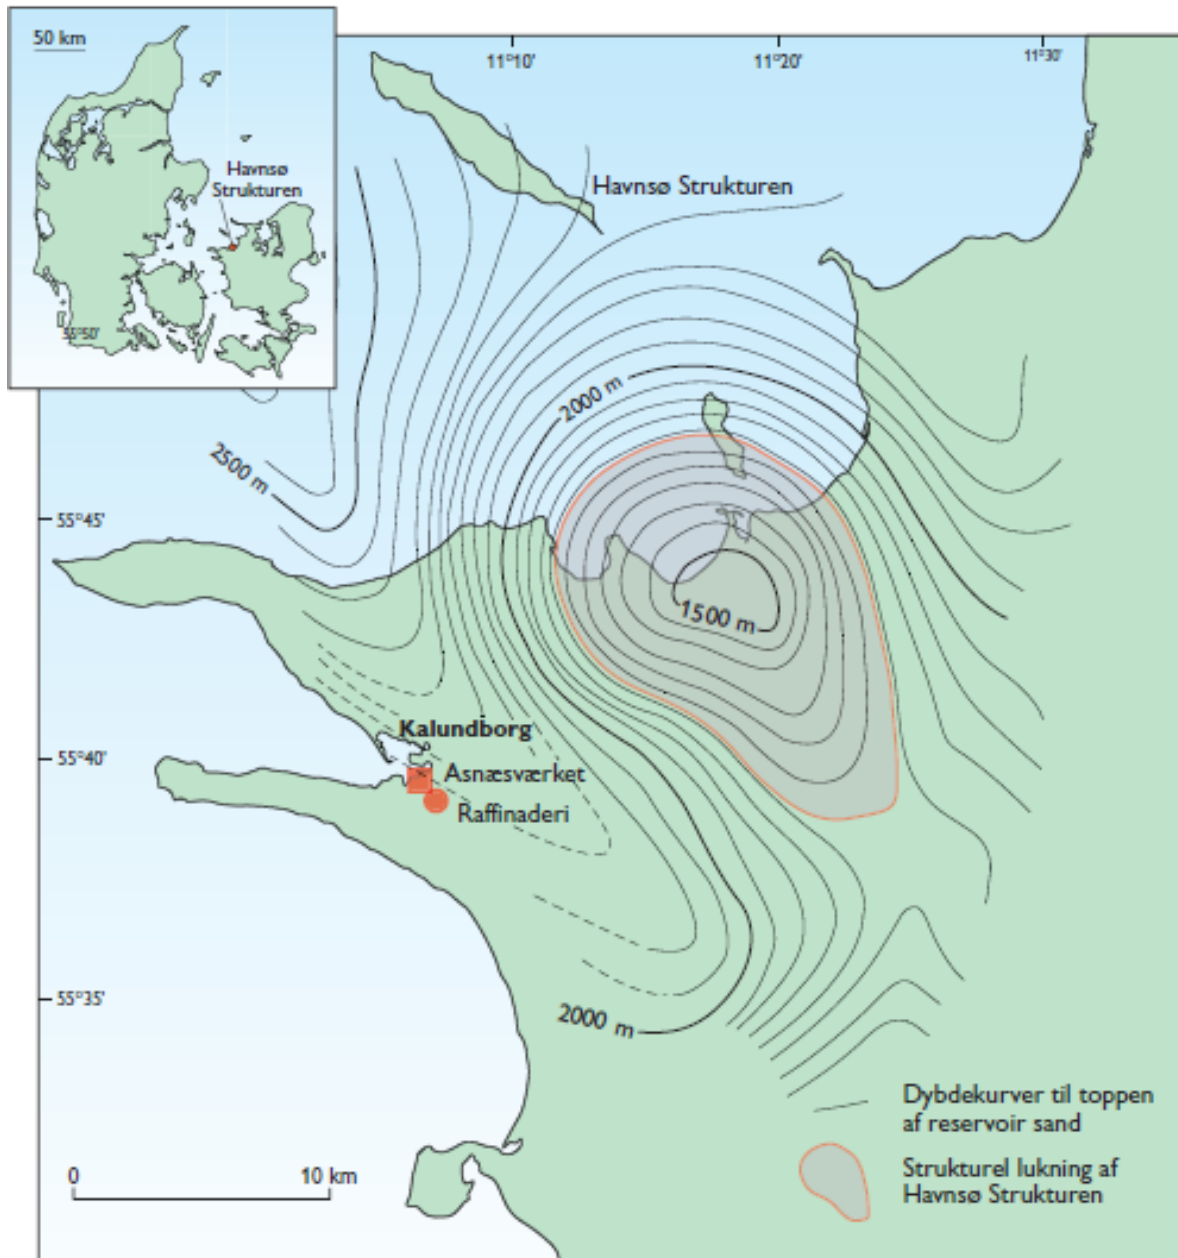 50 km
Havnsø
Strukturen
55°50'
11°10'
11°20'
11°30'
Havnsø Strukturen
2000 m
2500 m
55°45'
1500 m
Kalundborg
55°40'
Asnæsværket
Raffinaderi
55°35'
2000 m
Dybdekurver til toppen
af reservoir sand
0
10 km
Strukturel lukning af
Havnsø Strukturen